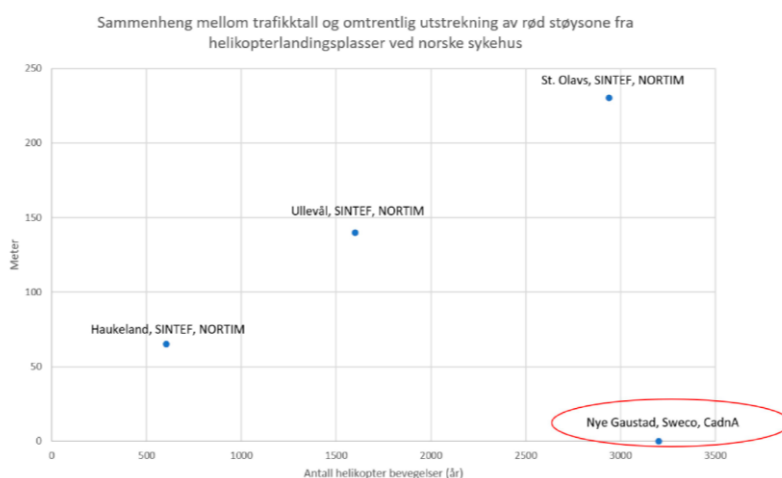 Sammenheng mellom trafikktall og omtrentlig utstrekning av rød støysone fra
helikopterlandingsplasser ved norske sykehus
250
St. Olavs, SINTEF, NORTIM
200
Ullevål, SINTEF, NORTIM
150
Meter
100
Haukeland, SINTEF, NORTIM
50
Nye Gaustad, Sweco, CadnA
0
0 500 1000 1500 2000 2500 3000 3500
Antall helikopter bevegelser (år)